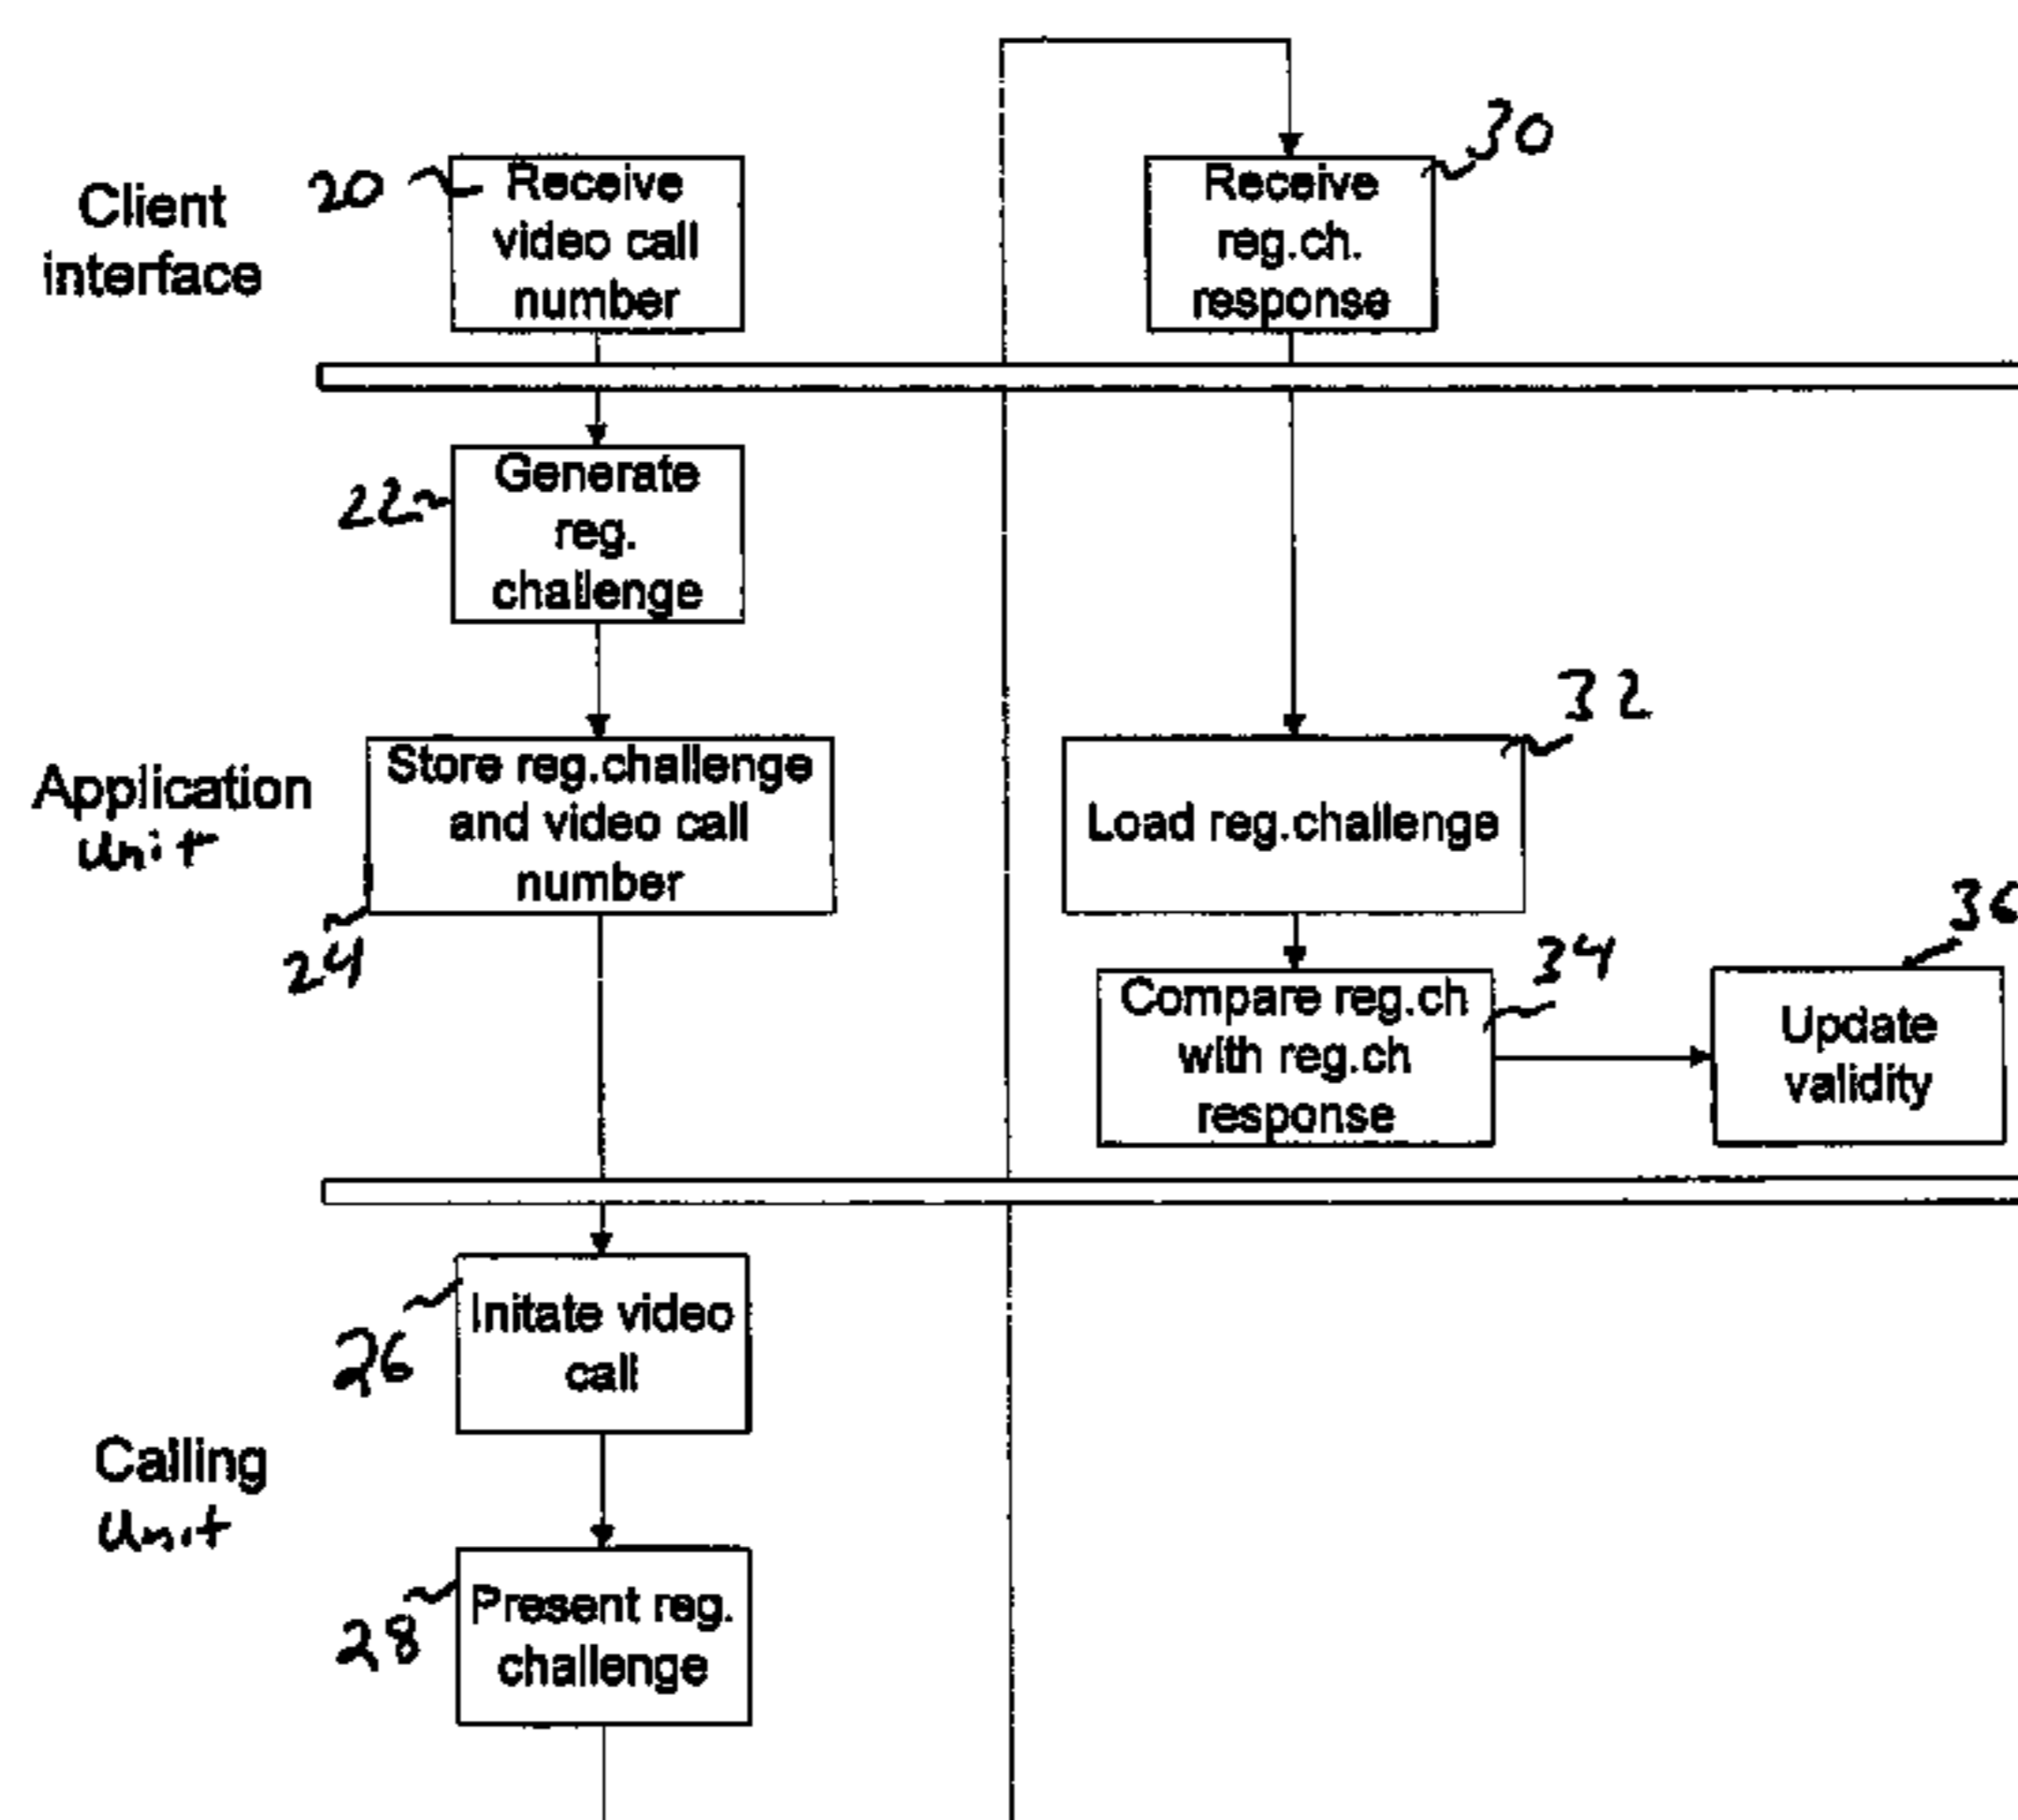 Client
interface
20
Receive
video call
number
30
Receive
reg.ch.
response
22
Generate
reg.
challenge
Application
Unit
24
Store reg.challenge
and video call
number
32
Load reg.challenge
34
Compare reg.ch
with reg.ch
response
36
Update
validity
Calling
Unit
26
Initate video
call
28
Present reg.
challenge